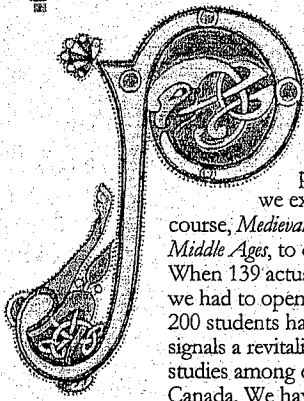 P
p
we ex
course, Medieval
Middle Ages, to
When 139 actu
we had to open
200 students ha
signals a revitali
studies among
Canada. We hav